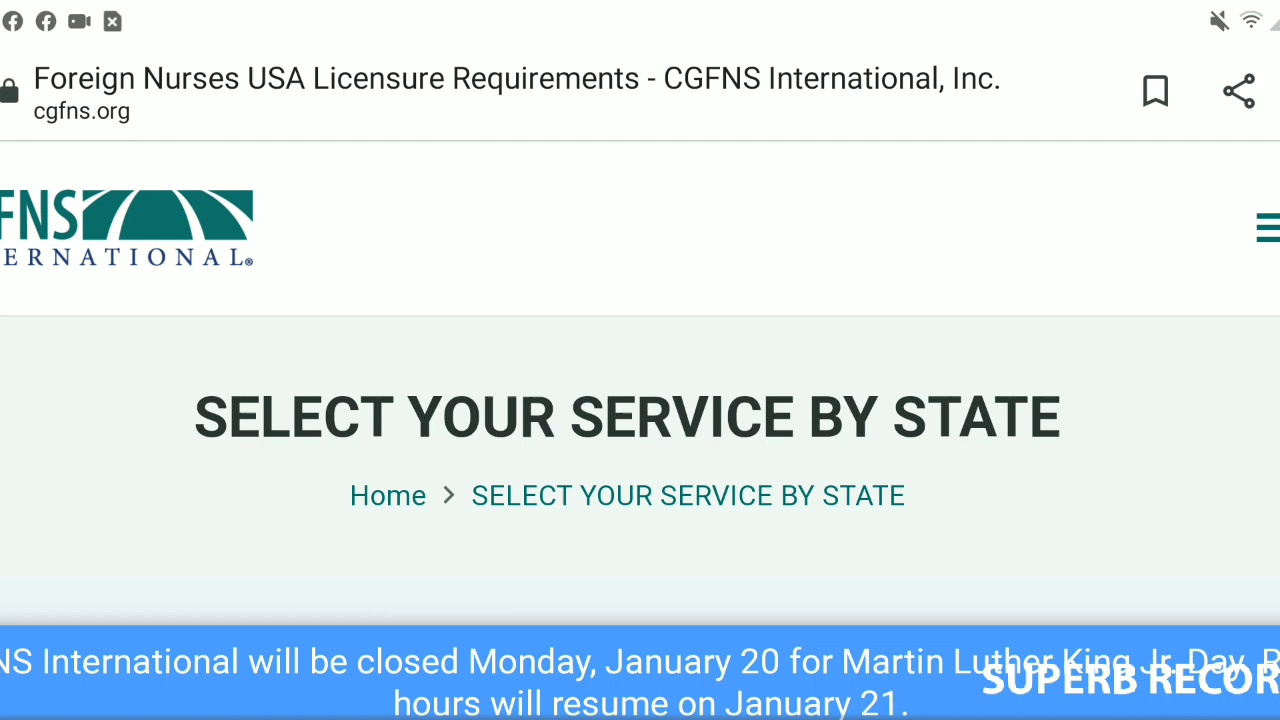 Foreign Nurses USA Licensure Requirements - CGFNS International, Inc.
cgfns.org
FNS
ERNATIONAL®
SELECT YOUR SERVICE BY STATE
Home > SELECT YOUR SERVICE BY STATE
NS International will be closed Monday, January 20 for Martin Luther King Jr. Day. R
hours will resume on January 21.
SUPERB RECOR